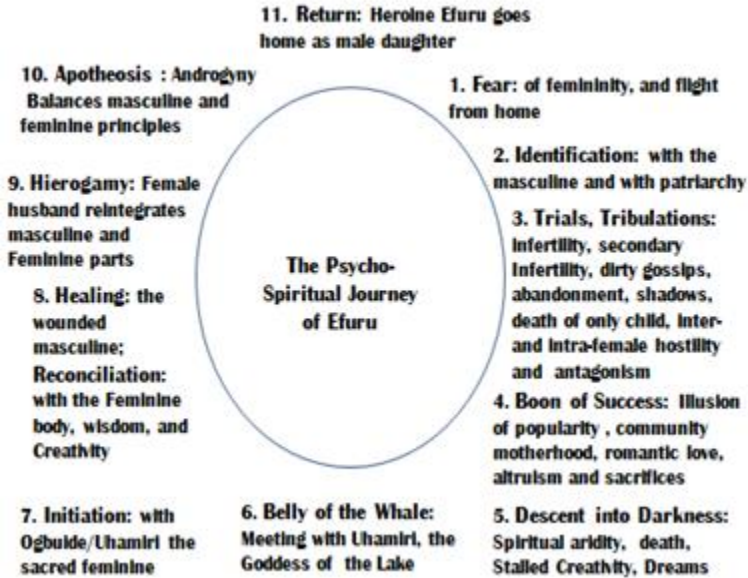 11. Return: Heroine Efuru goes
home as male daughter
1. Fear: of femininity, and flight
from home
2. Identification: with the
masculine and with patriarchy
3. Trials, Tribulations:
Infertility, secondary
Infertility, dirty gossips,
abandonment, shadows,
death of only child, Inter-
and Intra-female hostility
and antagonism
4. Boon of Success: Illusion
of popularity , community
motherhood, romantic love,
altruism and sacrifices
5. Descent into Darkness:
Spiritual aridity, death,
Stalled Creativity, Dreams
6. Belly of the Whale:
Meeting with Uhamiri, the
Goddess of the Lake
7. Initiation: with
Ogbuide/Uhamiri the
sacred feminine
8. Healing: the
wounded
masculine;
Reconciliation:
with the Feminine
body, wisdom, and
Creativity
9. Hierogamy: Female
husband reintegrates
masculine and
Feminine parts
10. Apotheosis : Androgyny
Balances masculine and
feminine principles
The Psycho-
Spiritual Journey
of Efuru